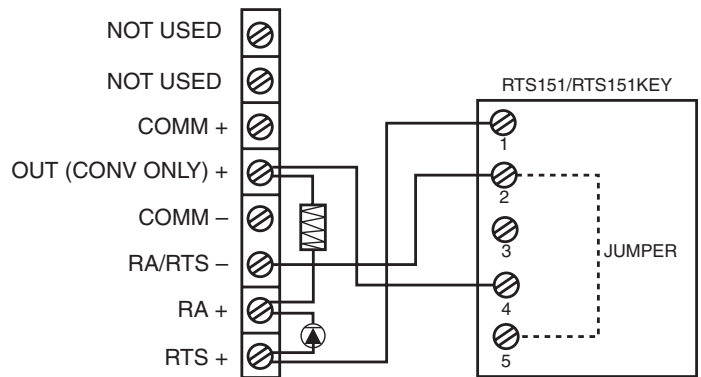 NOT USED
NOT USED
COMM +
OUT (CONV ONLY) +
COMM –
RA/RTS –
RA +
RTS +
RTS151/RTS151KEY
1
2
3
4
5
JUMPER